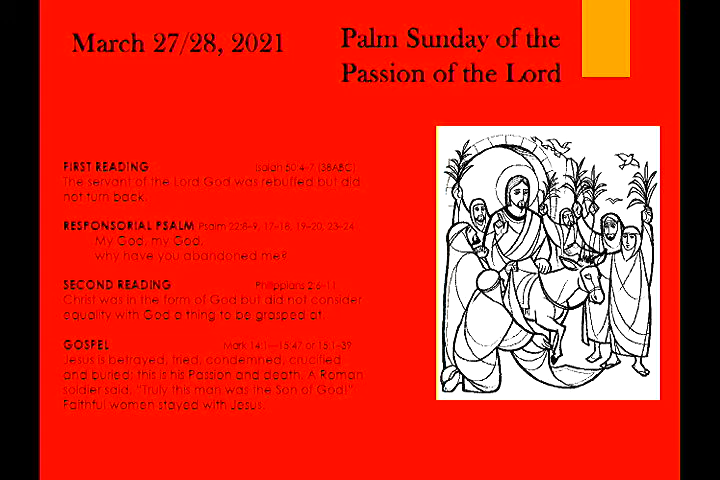 March 27/28, 2021
Palm Sunday of the
Passion of the Lord
FIRST READING Isaiah 50:4-7 (38ABC)
The servant of the Lord God was rebuffed but did
not turn back.
RESPONSORIAL PSALM Psalm 22:8-9, 17-18, 19-20, 23-24
My God, my God,
why have you abandoned me?
SECOND READING Philippians 2:6-11
Christ was in the form of God but did not consider
equality with God a thing to be grasped at.
GOSPEL Mark 14:1—15:47 or 15:1-39
Jesus is betrayed, tried, condemned, crucified
and buried; this is his Passion and death. A Roman
soldier said, "Truly this man was the Son of God!"
Faithful women stayed with Jesus.